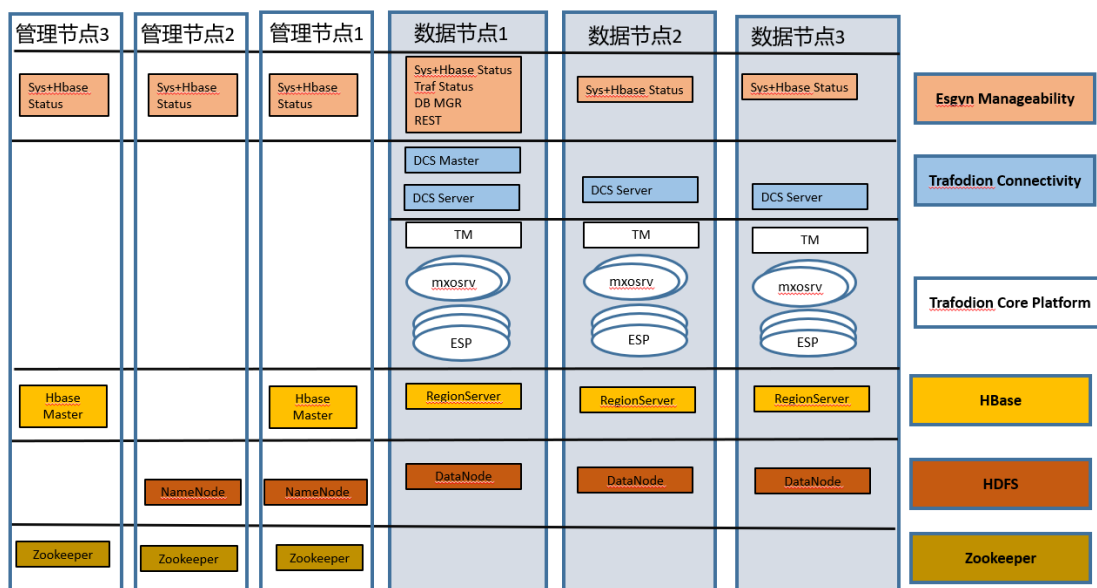 管理节点3
管理节点2
管理节点1
数据节点1
数据节点2
数据节点3
Sys+Hbase
Status
Sys+Hbase
Status
Sys+Hbase
Status
Sys+Hbase Status
Traf Status
DB MGR
REST
Sys+Hbase Status
Sys+Hbase Status
Esgyn Manageability
DCS Master
DCS Server
DCS Server
DCS Server
Trafodion Connectivity
TM
TM
TM
mxosrv
mxosrv
mxosrv
ESP
ESP
ESP
Trafodion Core Platform
Hbase
Master
Hbase
Master
RegionServer
RegionServer
RegionServer
HBase
NameNode
NameNode
DataNode
DataNode
DataNode
HDFS
Zookeeper
Zookeeper
Zookeeper
Zookeeper